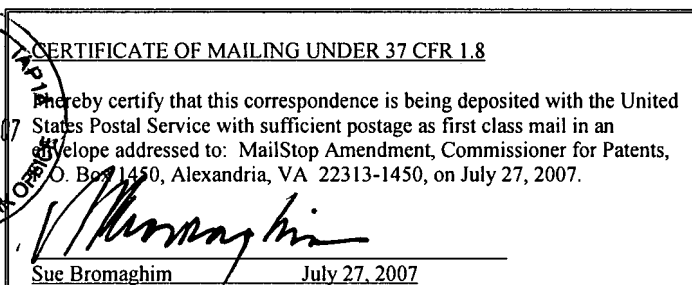 CERTIFICATE OF MAILING UNDER 37 CFR 1.8
I hereby certify that this correspondence is being deposited with the United
States Postal Service with sufficient postage as first class mail in an
envelope addressed to: MailStop Amendment, Commissioner for Patents,
P.O. Box 1450, Alexandria, VA 22313-1450, on July 27, 2007.
Sue Bromaghim July 27, 2007